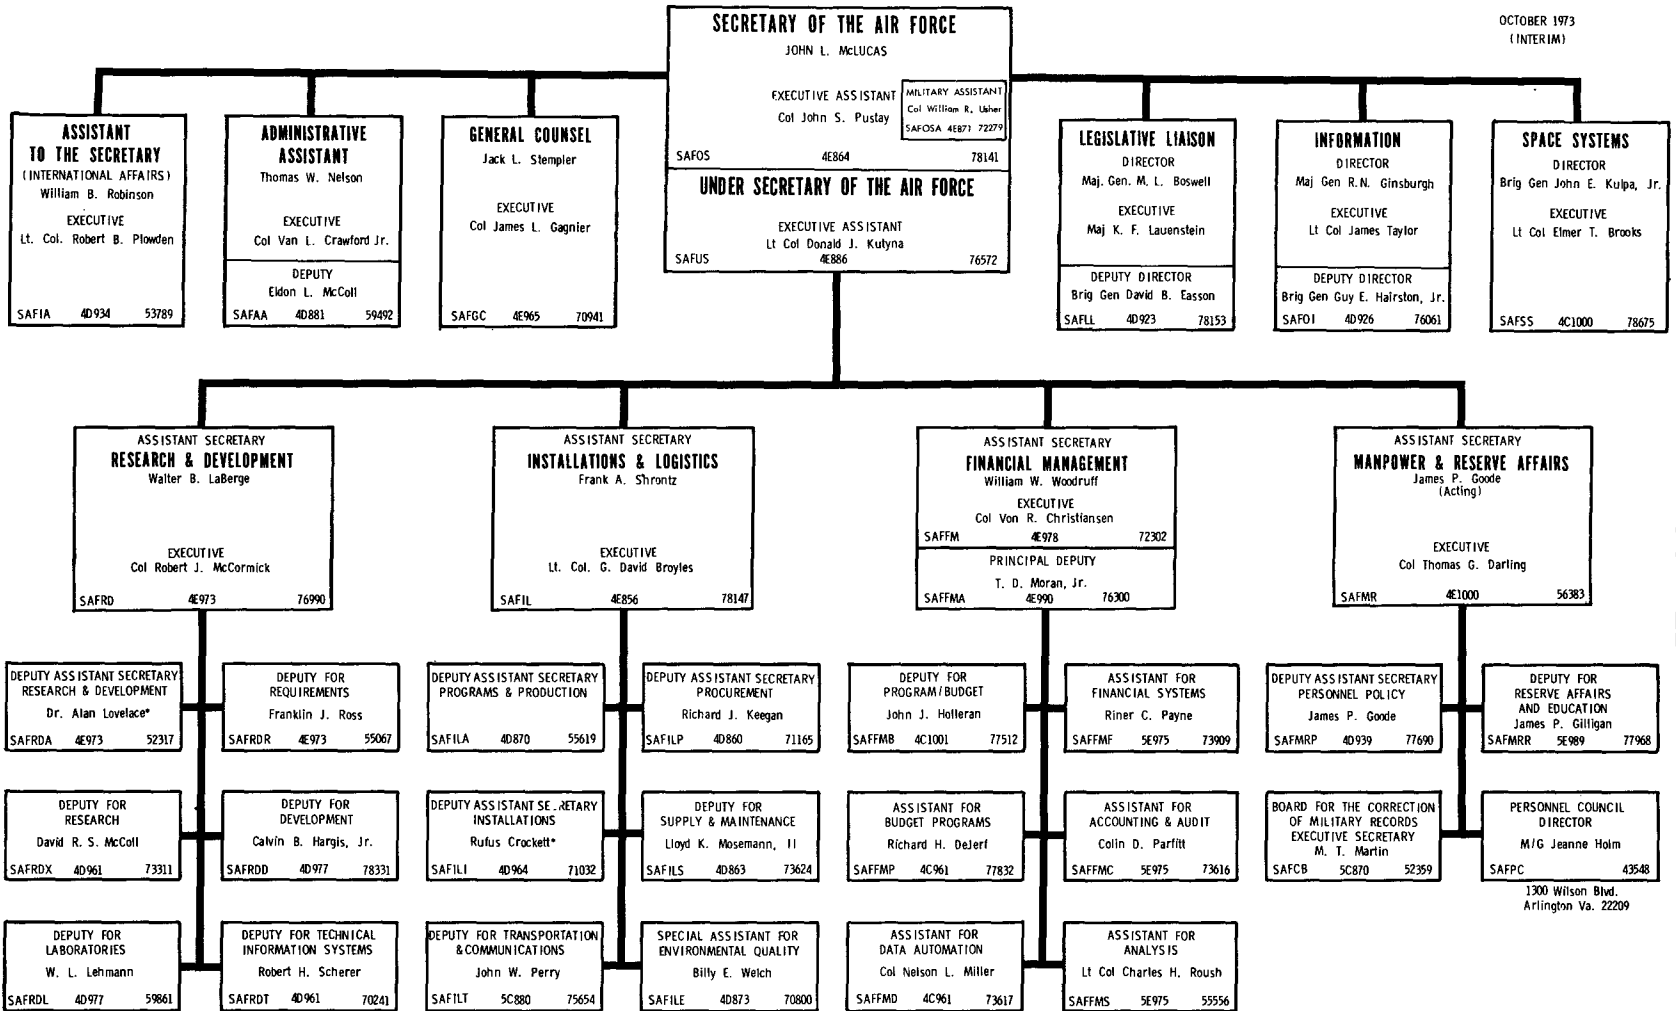 OCTOBER 1973
(INTERIM)
SECRETARY OF THE AIR FORCE
JOHN L. McLUCAS
EXECUTIVE ASSISTANT
Col John S. Pustay
MILITARY ASSISTANT
Col William R. Usher
SAFOSA 4E871 72279
SAFOS 4E864 78141
UNDER SECRETARY OF THE AIR FORCE
EXECUTIVE ASSISTANT
Lt Col Donald J. Kutyna
SAFUS 4E886 76572
ASSISTANT
TO THE SECRETARY
(INTERNATIONAL AFFAIRS)
William B. Robinson
EXECUTIVE
Lt. Col. Robert B. Plowden
SAFIA 4D934 53789
ADMINISTRATIVE
ASSISTANT
Thomas W. Nelson
EXECUTIVE
Col Van L. Crawford Jr.
DEPUTY
Eldon L. McColl
SAFAA 4D881 59492
GENERAL COUNSEL
Jack L. Stempler
EXECUTIVE
Col James L. Gagnier
SAFGC 4E965 70941
LEGISLATIVE LIAISON
DIRECTOR
Maj. Gen. M. L. Boswell
EXECUTIVE
Maj K. F. Lauenstein
DEPUTY DIRECTOR
Brig Gen David B. Easson
SAFLL 4D923 78153
INFORMATION
DIRECTOR
Maj Gen R.N. Ginsburgh
EXECUTIVE
Lt Col James Taylor
DEPUTY DIRECTOR
Brig Gen Guy E. Hairston, Jr.
SAFOI 4D926 76061
SPACE SYSTEMS
DIRECTOR
Brig Gen John E. Kulpa, Jr.
EXECUTIVE
Lt Col Elmer T. Brooks
SAFSS 4C1000 78675
ASSISTANT SECRETARY
RESEARCH & DEVELOPMENT
Walter B. LaBerge
EXECUTIVE
Col Robert J. McCormick
SAFRD 4E973 76990
ASSISTANT SECRETARY
INSTALLATIONS & LOGISTICS
Frank A. Shrontz
EXECUTIVE
Lt. Col. G. David Broyles
SAFIL 4E856 78147
ASSISTANT SECRETARY
FINANCIAL MANAGEMENT
William W. Woodruff
EXECUTIVE
Col Von R. Christiansen
SAFFM 4E978 72302
PRINCIPAL DEPUTY
T. D. Moran, Jr.
SAFFMA 4E990 76300
ASSISTANT SECRETARY
MANPOWER & RESERVE AFFAIRS
James P. Goode
(Acting)
EXECUTIVE
Col Thomas G. Darling
SAFMR 4E1000 56383
DEPUTY ASSISTANT SECRETARY
RESEARCH & DEVELOPMENT
Dr. Alan Lovelace*
SAFRDA 4E973 52317
DEPUTY FOR
REQUIREMENTS
Franklin J. Ross
SAFRDR 4E973 55067
DEPUTY ASSISTANT SECRETARY
PROGRAMS & PRODUCTION
SAFILA 4D870 55619
DEPUTY ASSISTANT SECRETARY
PROCUREMENT
Richard J. Keegan
SAFILP 4D860 71165
DEPUTY FOR
PROGRAM/BUDGET
John J. Holleran
SAFFMB 4C1001 77512
ASSISTANT FOR
FINANCIAL SYSTEMS
Riner C. Payne
SAFFMF 5E975 73909
DEPUTY ASSISTANT SECRETARY
PERSONNEL POLICY
James P. Goode
SAFMRP 4D939 77690
DEPUTY FOR
RESERVE AFFAIRS
AND EDUCATION
James P. Gilligan
SAFMRR 5E989 77968
DEPUTY FOR
RESEARCH
David R. S. McColl
SAFRDX 4D961 73311
DEPUTY FOR
DEVELOPMENT
Calvin B. Hargis, Jr.
SAFRDD 4D977 78331
DEPUTY ASSISTANT SE_RETARY
INSTALLATIONS
Rufus Crockett*
SAFILI 4D964 71032
DEPUTY FOR
SUPPLY & MAINTENANCE
Lloyd K. Mosemann, II
SAFILS 4D863 73624
ASSISTANT FOR
BUDGET PROGRAMS
Richard H. DeJerf
SAFFMP 4C961 77832
ASSISTANT FOR
ACCOUNTING & AUDIT
Colin D. Parfitt
SAFFMC 5E975 73616
BOARD FOR THE CORRECTION
OF MILITARY RECORDS
EXECUTIVE SECRETARY
M. T. Martin
SAFCB 5C870 52359
PERSONNEL COUNCIL
DIRECTOR
M/G Jeanne Holm
SAFPC 43548
1300 Wilson Blvd.
Arlington Va. 22209
DEPUTY FOR
LABORATORIES
W. L. Lehmann
SAFRDL 4D977 59861
DEPUTY FOR TECHNICAL
INFORMATION SYSTEMS
Robert H. Scherer
SAFRDT 4D961 70241
DEPUTY FOR TRANSPORTATION
&COMMUNICATIONS
John W. Perry
SAFILT 5C880 75654
SPECIAL ASSISTANT FOR
ENVIRONMENTAL QUALITY
Billy E. Welch
SAFILE 4D873 70800
ASSISTANT FOR
DATA AUTOMATION
Col Nelson L. Miller
SAFFMD 4C961 73617
ASSISTANT FOR
ANALYSIS
Lt Col Charles H. Roush
SAFFMS 5E975 55556